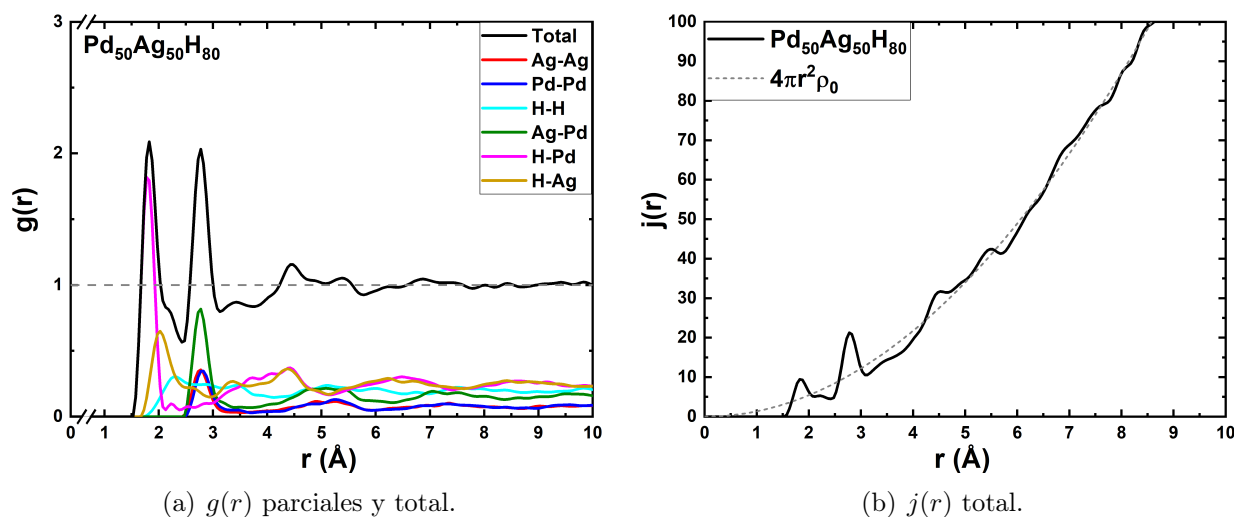 Pd₅₀Ag₅₀H₈₀
Total
Ag-Ag
Pd-Pd
H-H
Ag-Pd
H-Pd
H-Ag
3
2
1
0
g(r)
0 1 2 3 4 5 6 7 8 9 10
r (Å)
(a) g(r) parciales y total.
Pd₅₀Ag₅₀H₈₀
4πr²ρ₀
100
90
80
70
60
50
40
30
20
10
0
j(r)
0 1 2 3 4 5 6 7 8 9 10
r (Å)
(b) j(r) total.